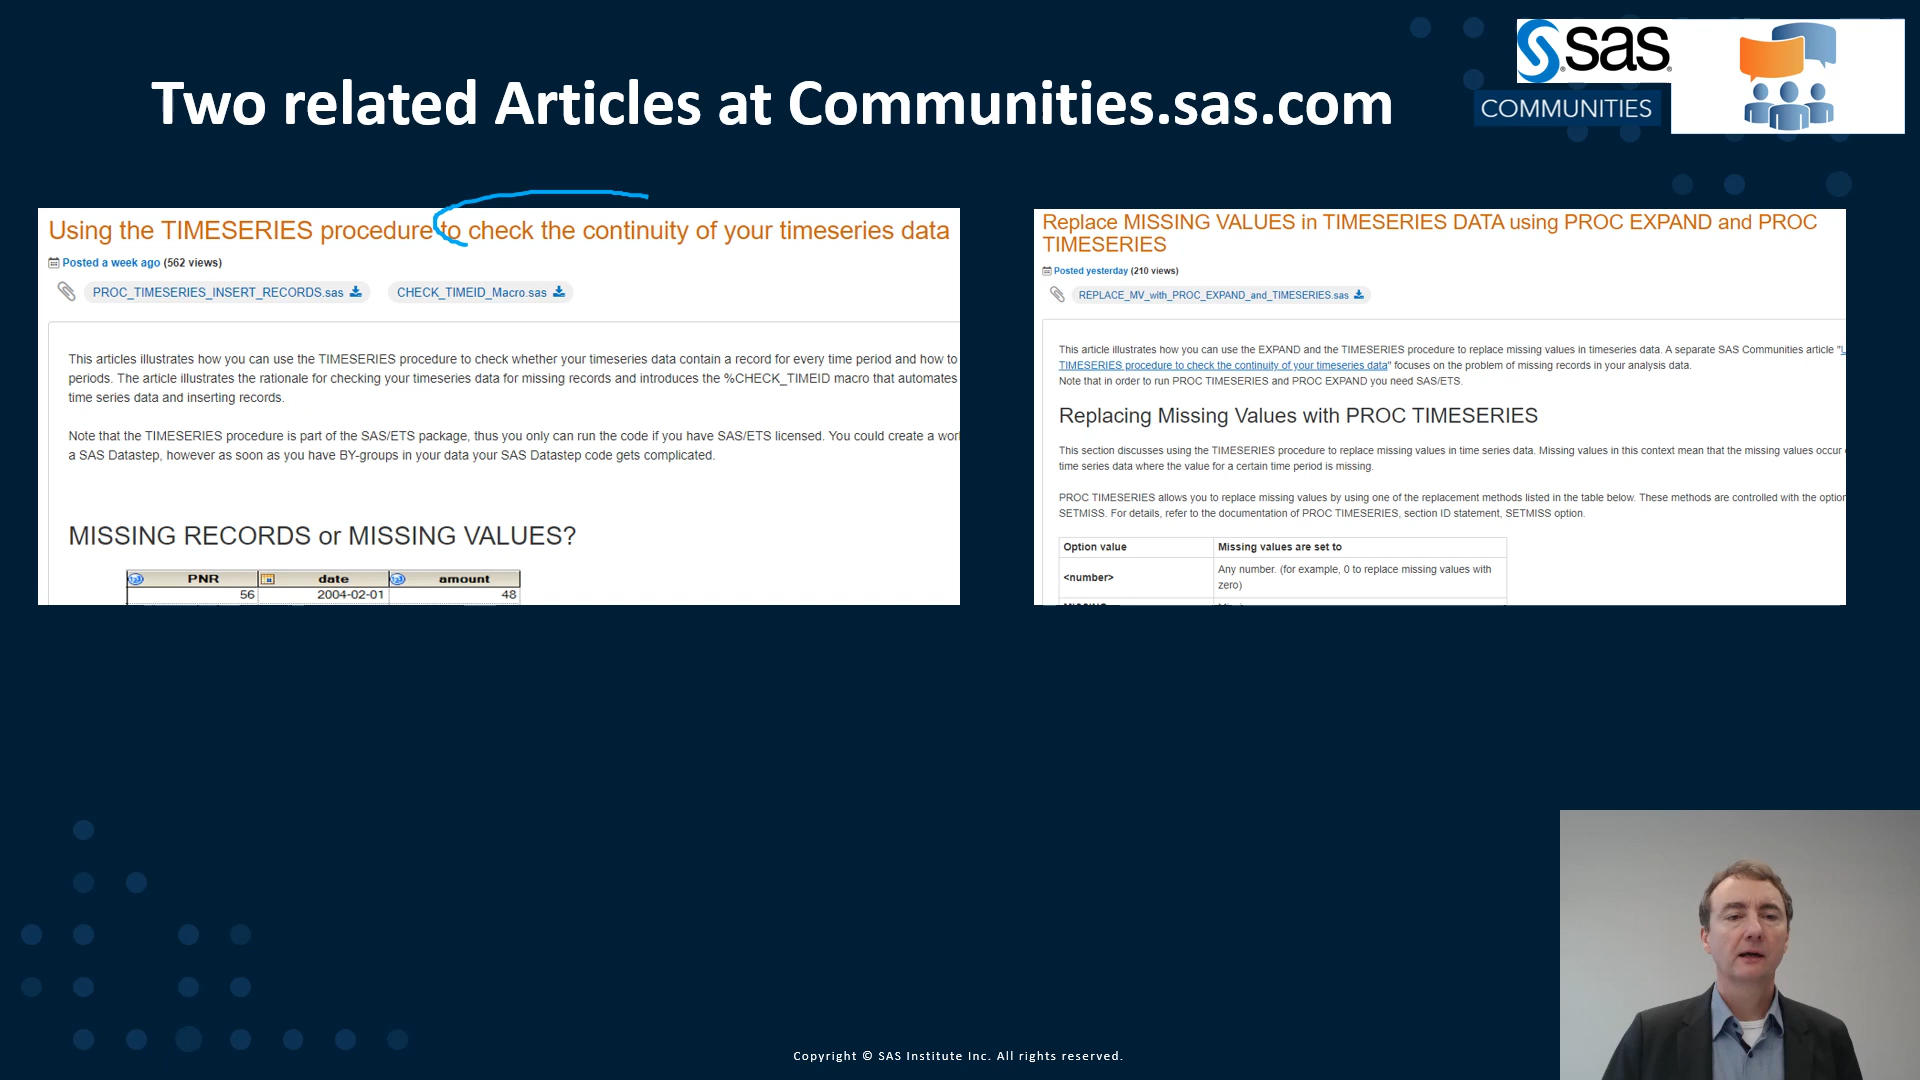 Two related Articles at Communities.sas.com
sas
COMMUNITIES
Using the TIMESERIES procedure to check the continuity of your timeseries data
Posted a week ago (562 views)
PROC_TIMESERIES_INSERT_RECORDS.sas CHECK_TIMEID_Macro.sas
This articles illustrates how you can use the TIMESERIES procedure to check whether your timeseries data contain a record for every time period and how to
periods. The article illustrates the rationale for checking your timeseries data for missing records and introduces the %CHECK_TIMEID macro that automates
time series data and inserting records.
Note that the TIMESERIES procedure is part of the SAS/ETS package, thus you only can run the code if you have SAS/ETS licensed. You could create a wor
a SAS Datastep, however as soon as you have BY-groups in your data your SAS Datastep code gets complicated.
MISSING RECORDS or MISSING VALUES?
PNR date amount
56 2004-02-01 48
Replace MISSING VALUES in TIMESERIES DATA using PROC EXPAND and PROC
TIMESERIES
Posted yesterday (210 views)
REPLACE_MV_with_PROC_EXPAND_and_TIMESERIES.sas
This article illustrates how you can use the EXPAND and the TIMESERIES procedure to replace missing values in timeseries data. A separate SAS Communities article "
TIMESERIES procedure to check the continuity of your timeseries data" focuses on the problem of missing records in your analysis data.
Note that in order to run PROC TIMESERIES and PROC EXPAND you need SAS/ETS.
Replacing Missing Values with PROC TIMESERIES
This section discusses using the TIMESERIES procedure to replace missing values in time series data. Missing values in this context mean that the missing values occur
time series data where the value for a certain time period is missing.
PROC TIMESERIES allows you to replace missing values by using one of the replacement methods listed in the table below. These methods are controlled with the option
SETMISS. For details, refer to the documentation of PROC TIMESERIES, section ID statement, SETMISS option.
Option value Missing values are set to
<number> Any number. (for example, 0 to replace missing values with
zero)
Copyright © SAS Institute Inc. All rights reserved.